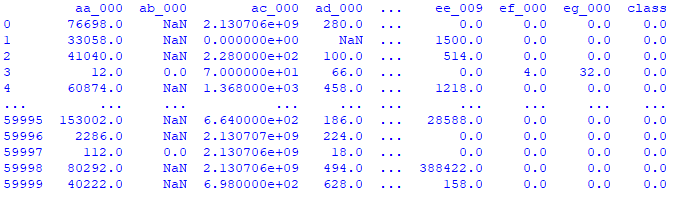 aa_000 ab_000 ac_000 ad_000 ... ee_009 ef_000 eg_000 class
0 76698.0 NaN 2.130706e+09 280.0 ... 0.0 0.0 0.0 0.0
1 33058.0 NaN 0.000000e+00 NaN ... 1500.0 0.0 0.0 0.0
2 41040.0 NaN 2.280000e+02 100.0 ... 514.0 0.0 0.0 0.0
3 12.0 0.0 7.000000e+01 66.0 ... 0.0 4.0 32.0 0.0
4 60874.0 NaN 1.368000e+03 458.0 ... 1218.0 0.0 0.0 0.0
... ... ... ... ... ... ... ... ... ...
59995 153002.0 NaN 6.640000e+02 186.0 ... 28588.0 0.0 0.0 0.0
59996 2286.0 NaN 2.130707e+09 224.0 ... 0.0 0.0 0.0 0.0
59997 112.0 0.0 2.130706e+09 18.0 ... 0.0 0.0 0.0 0.0
59998 80292.0 NaN 2.130706e+09 494.0 ... 388422.0 0.0 0.0 0.0
59999 40222.0 NaN 6.980000e+02 628.0 ... 158.0 0.0 0.0 0.0